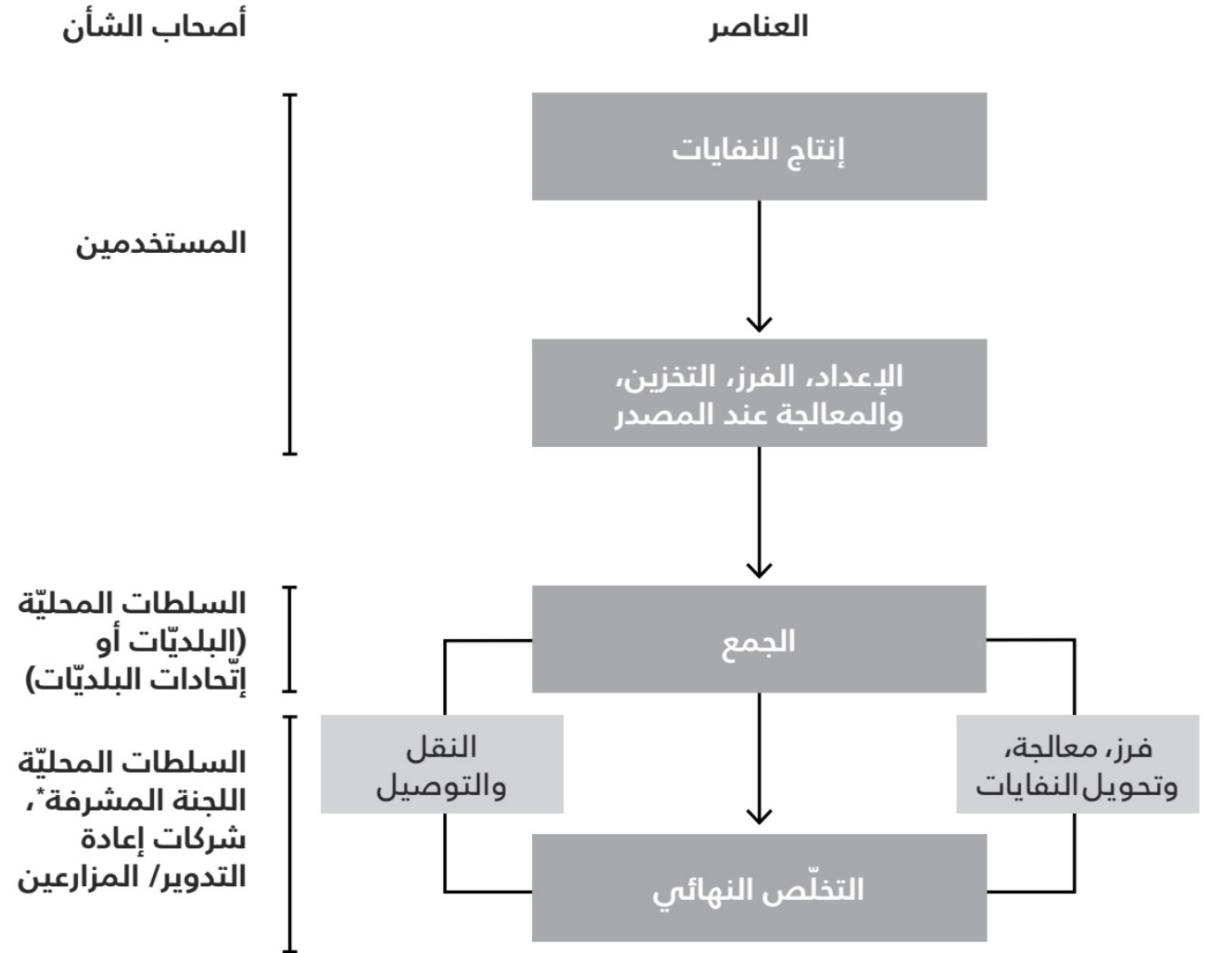 العناصر
أصحاب الشأن
إنتاج النفايات
المستخدمين
الإعداد، الفرز، التخزين،
والمعالجة عند المصدر
الجمع
السلطات المحليّة
(البلديّات أو
إتّحادات البلديّات)
فرز، معالجة،
وتحويل النفايات
النقل
والتوصيل
السلطات المحليّة
اللجنة المشرفة*،
شركات إعادة
التدوير/ المزارعين
التخلّص النهائي